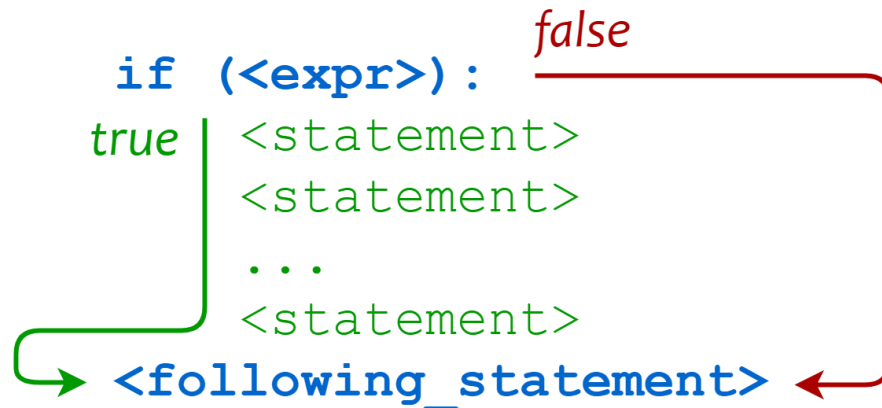 false
if (<expr>):
true <statement>
<statement>
...
<statement>
<following_statement>